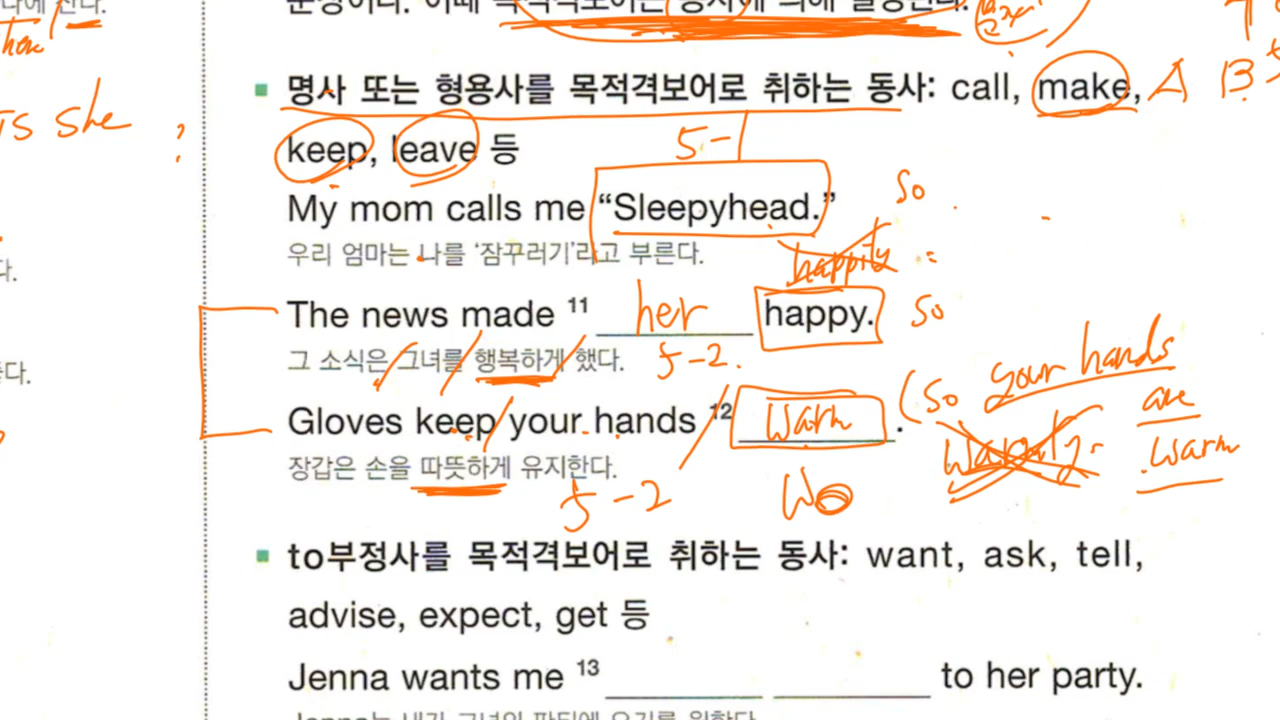 명사 또는 형용사를 목적격보어로 취하는 동사: call, make, A B
keep, leave 등
5-1
My mom calls me “Sleepyhead.” So
우리 엄마는 나를 ‘잠꾸러기’라고 부른다.
happily
The news made 11 her happy. So
그 소식은 그녀를 행복하게 했다. 5-2.
Gloves keep your hands 12 warm. (So your hands are warm
장갑은 손을 따뜻하게 유지한다.
5-2
to부정사를 목적격보어로 취하는 동사: want, ask, tell,
advise, expect, get 등
Jenna wants me 13 to her party.